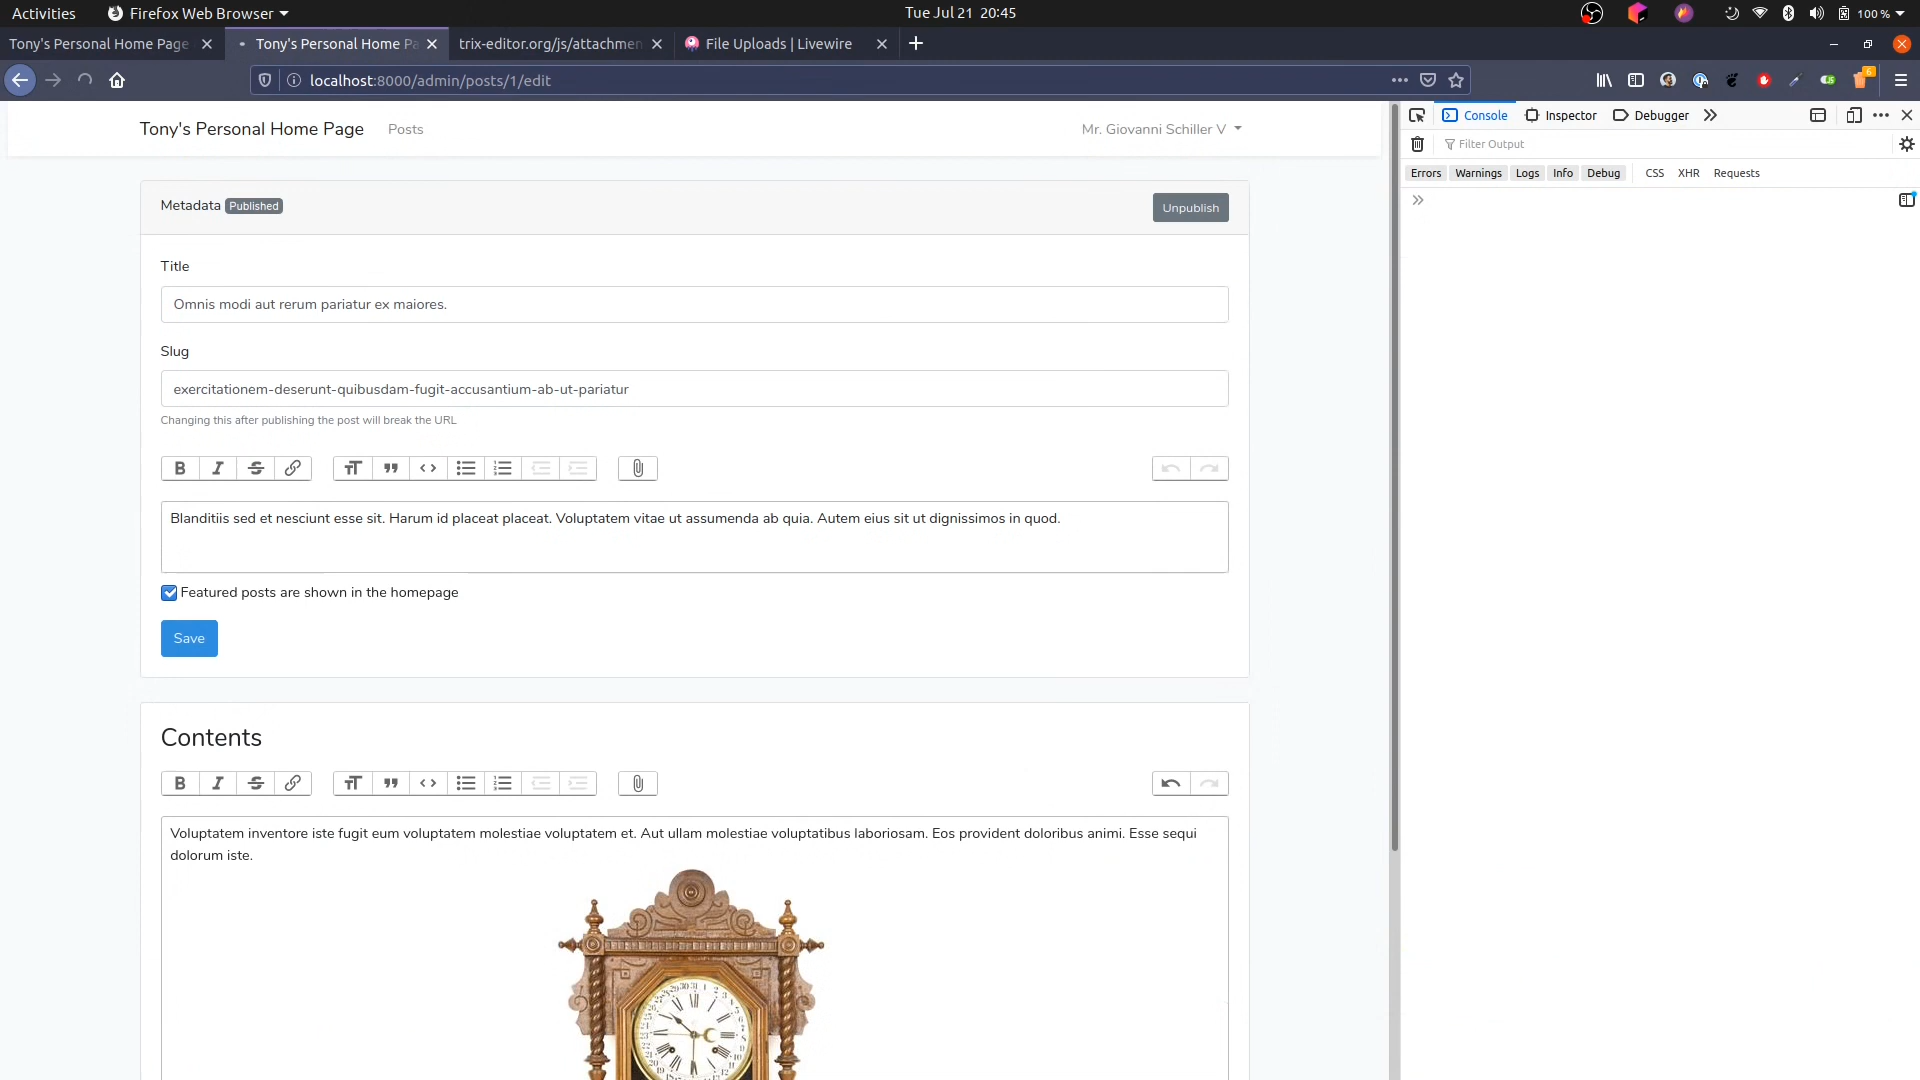 Activities
Firefox Web Browser
Tue Jul 21 20:45
100 %
Tony's Personal Home Page
Tony's Personal Home Pa
trix-editor.org/js/attachmen
File Uploads | Livewire
localhost:8000/admin/posts/1/edit
6
Tony's Personal Home Page
Posts
Mr. Giovanni Schiller V
Console
Inspector
Debugger
Filter Output
Errors
Warnings
Logs
Info
Debug
CSS
XHR
Requests
Metadata Published
Unpublish
Title
Omnis modi aut rerum pariatur ex maiores.
Slug
exercitationem-deserunt-quibusdam-fugit-accusantium-ab-ut-pariatur
Changing this after publishing the post will break the URL
Blanditiis sed et nesciunt esse sit. Harum id placeat placeat. Voluptatem vitae ut assumenda ab quia. Autem eius sit ut dignissimos in quod.
Featured posts are shown in the homepage
Save
Contents
Voluptatem inventore iste fugit eum voluptatem molestiae voluptatem et. Aut ullam molestiae voluptatibus laboriosam. Eos provident doloribus animi. Esse sequi
dolorum iste.